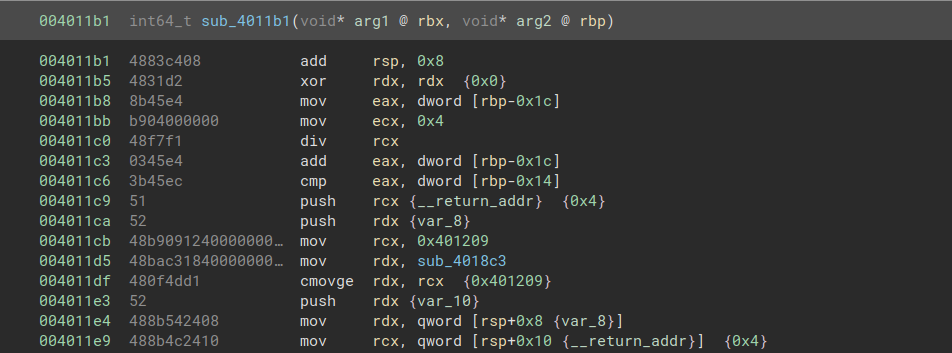 004011b1  int64_t sub_4011b1(void* arg1 @ rbx, void* arg2 @ rbp)
004011b1  4883c408           add     rsp, 0x8
004011b5  4831d2             xor     rdx, rdx  {0x0}
004011b8  8b45e4             mov     eax, dword [rbp-0x1c]
004011bb  b904000000         mov     ecx, 0x4
004011c0  48f7f1             div     rcx
004011c3  0345e4             add     eax, dword [rbp-0x1c]
004011c6  3b45ec             cmp     eax, dword [rbp-0x14]
004011c9  51                 push    rcx {__return_addr}  {0x4}
004011ca  52                 push    rdx {var_8}
004011cb  48b9091240000000…  mov     rcx, 0x401209
004011d5  48bac31840000000…  mov     rdx, sub_4018c3
004011df  480f4dd1           cmovge  rdx, rcx  {0x401209}
004011e3  52                 push    rdx {var_10}
004011e4  488b542408         mov     rdx, qword [rsp+0x8 {var_8}]
004011e9  488b4c2410         mov     rcx, qword [rsp+0x10 {__return_addr}]  {0x4}